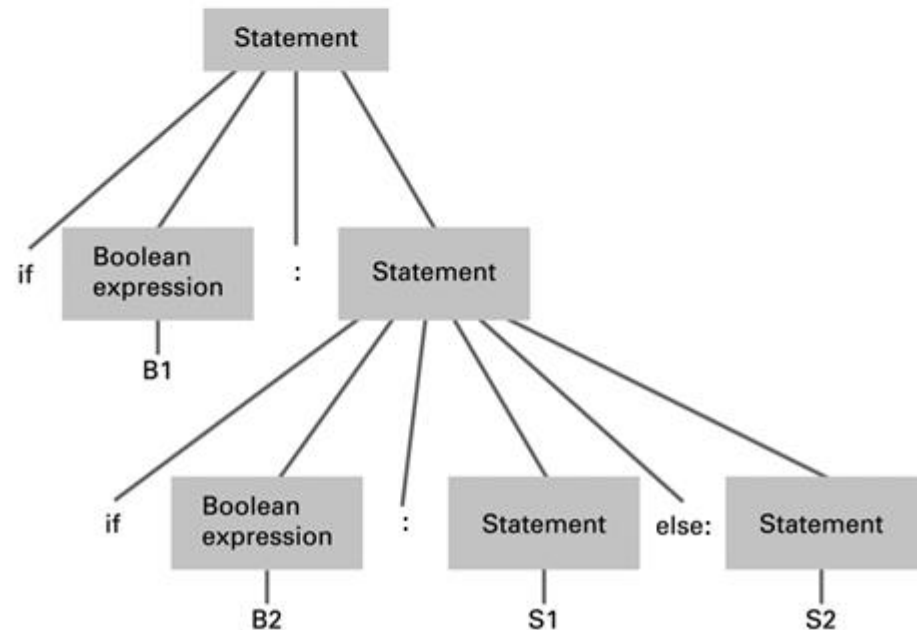 Statement
if
Boolean
expression
:
Statement
B1
if
Boolean
expression
:
Statement
else:
Statement
B2
S1
S2